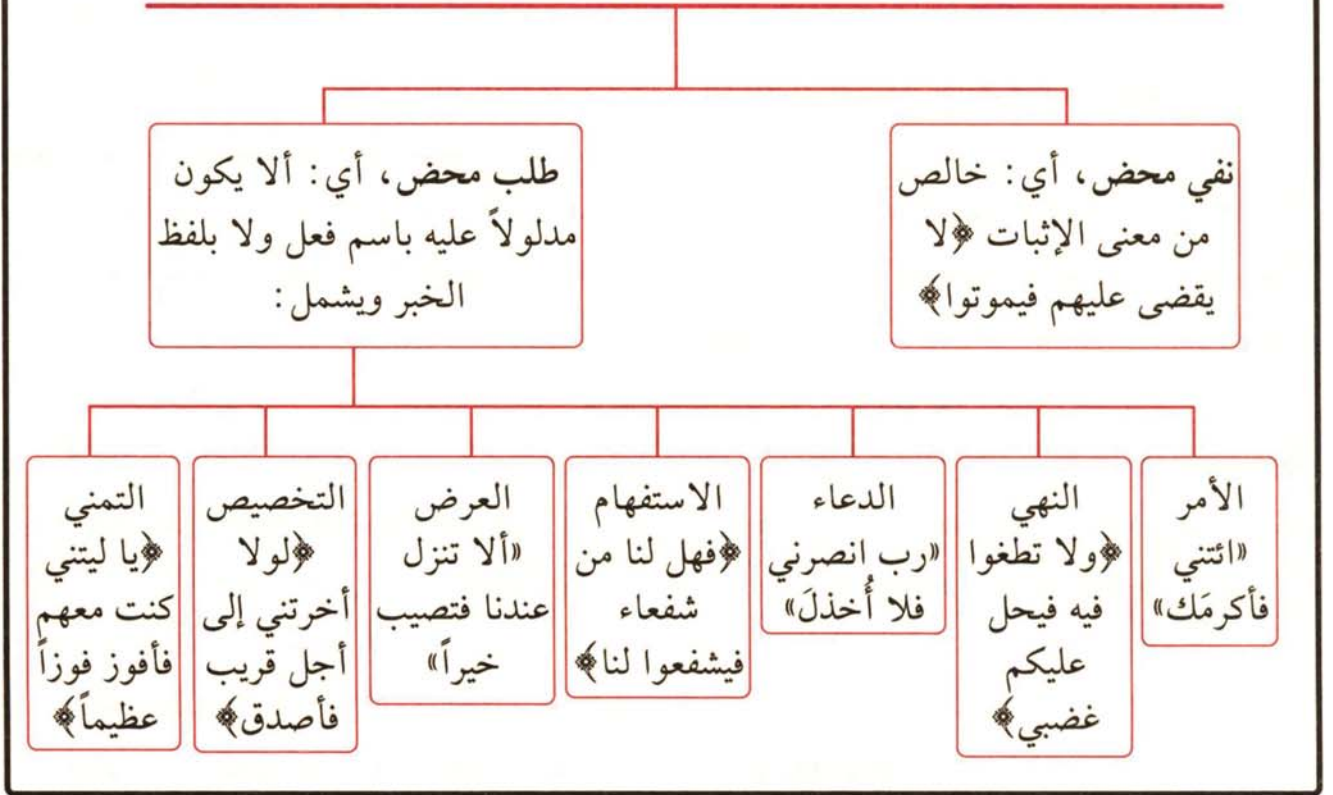 نفي محض، أي: خالص
من معنى الإثبات ﴿لا
يقضى عليهم فيموتوا﴾
طلب محض، أي: ألا يكون
مدلولاً عليه باسم فعل ولا بلفظ
الخبر ويشمل:
الأمر
«ائتني
فأكرمَك»
النهي
﴿ولا تطغوا
فيه فيحل
عليكم
غضبي﴾
الدعاء
«رب انصرني
فلا أُخذلَ»
الاستفهام
﴿فهل لنا من
شفعاء
فيشفعوا لنا﴾
العرض
«ألا تنزل
عندنا فتصيب
خيراً»
التخصيص
﴿لولا
أخرتني إلى
أجل قريب
فأصدق﴾
التمني
﴿يا ليتني
كنت معهم
فأفوز فوزاً
عظيماً﴾